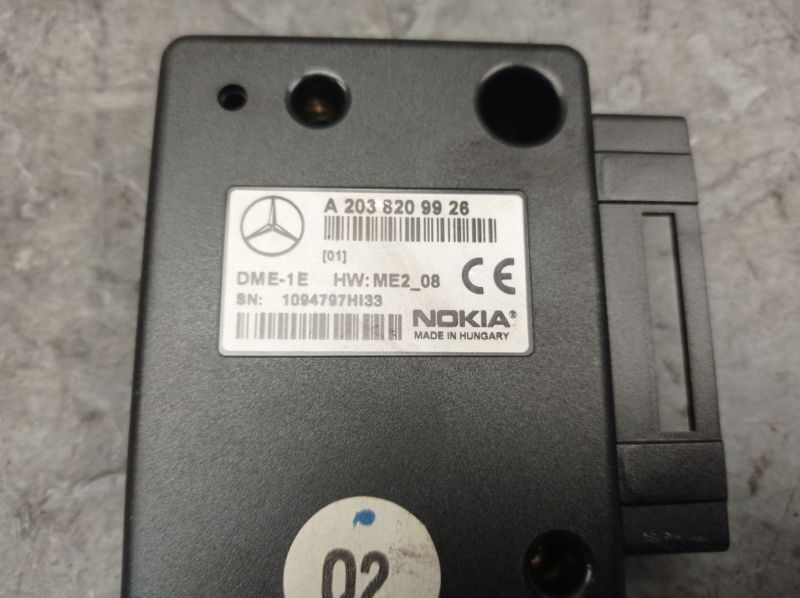 A 203 820 99 26
[01]
DME-1E HW: ME2_08 CE
SN: 1094797HI33
NOKIA®
MADE IN HUNGARY
02